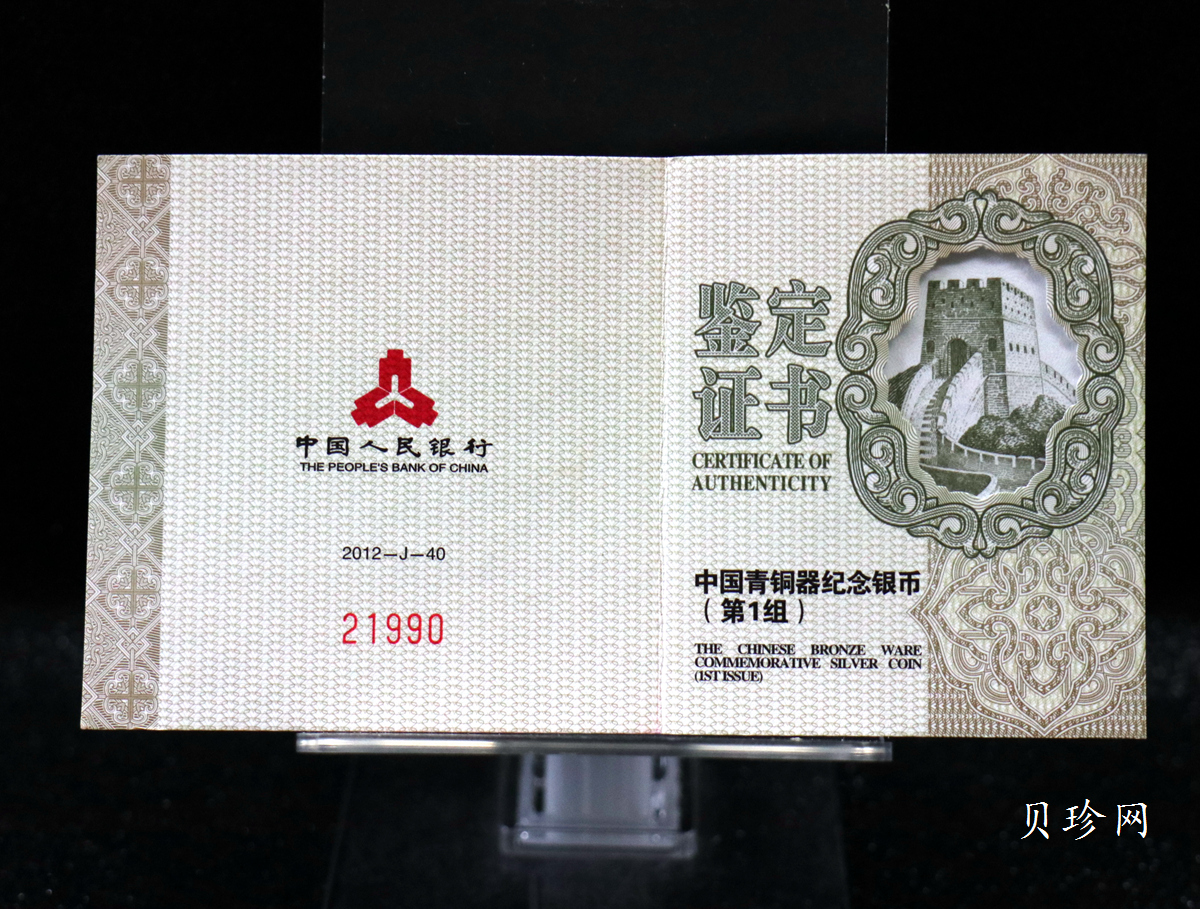 中国人民银行
THE PEOPLE'S BANK OF CHINA
2012—J—40
21990
鉴定
证书
CERTIFICATE OF
AUTHENTICITY
中国青铜器纪念银币
（第1组）
THE CHINESE BRONZE WARE
COMMEMORATIVE SILVER COIN
(1ST ISSUE)
贝珍网